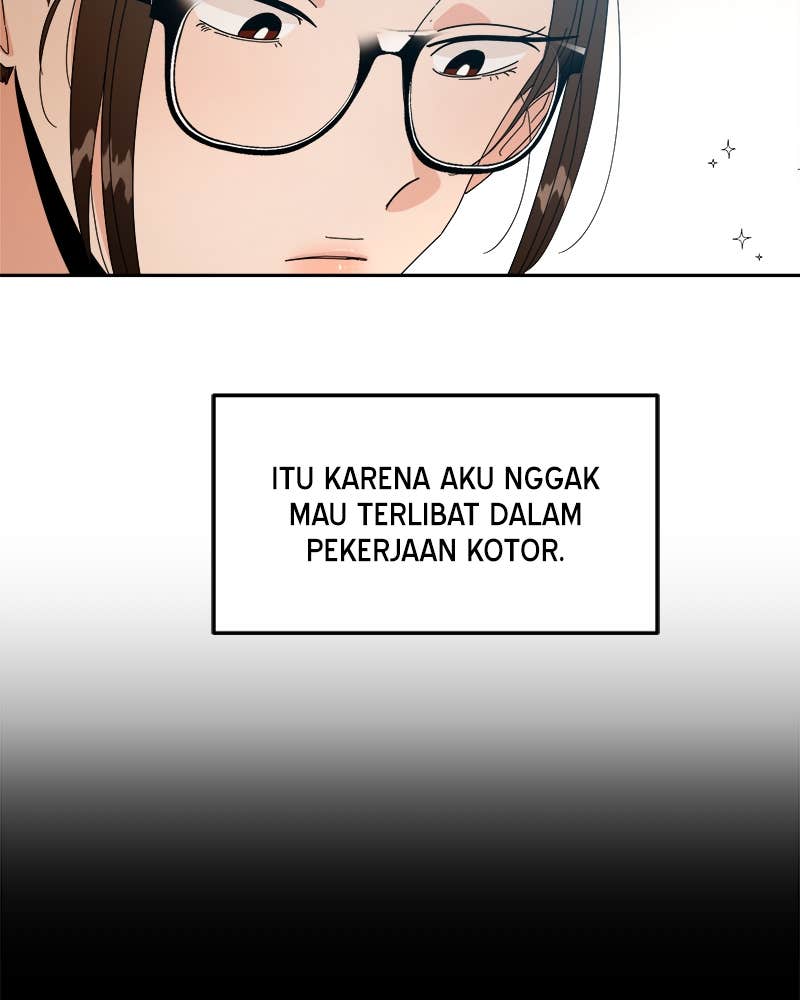 ITU KARENA AKU NGGAK
MAU TERLIBAT DALAM
PEKERJAAN KOTOR.